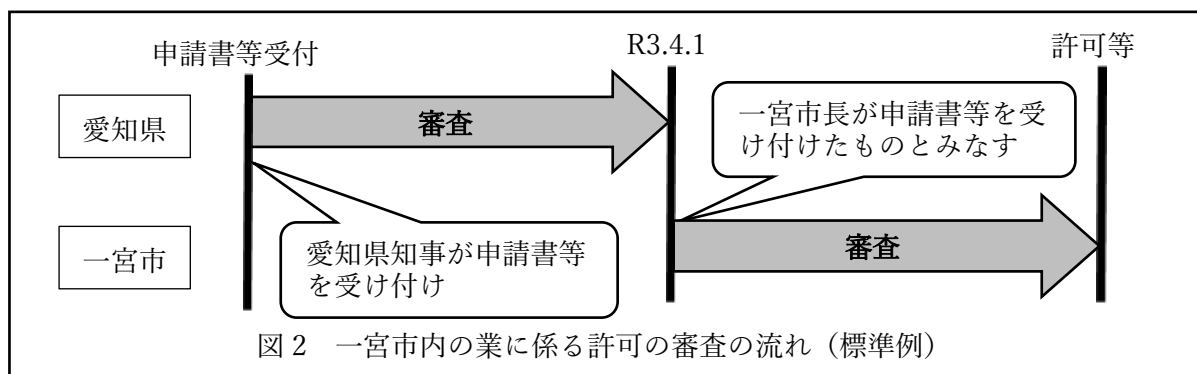 申請書等受付
R3.4.1
許可等
愛知県
審査
一宮市長が申請書等を受
け付けたものとみなす
一宮市
愛知県知事が申請書等
を受け付け
審査
図2 一宮市内の業に係る許可の審査の流れ（標準例）